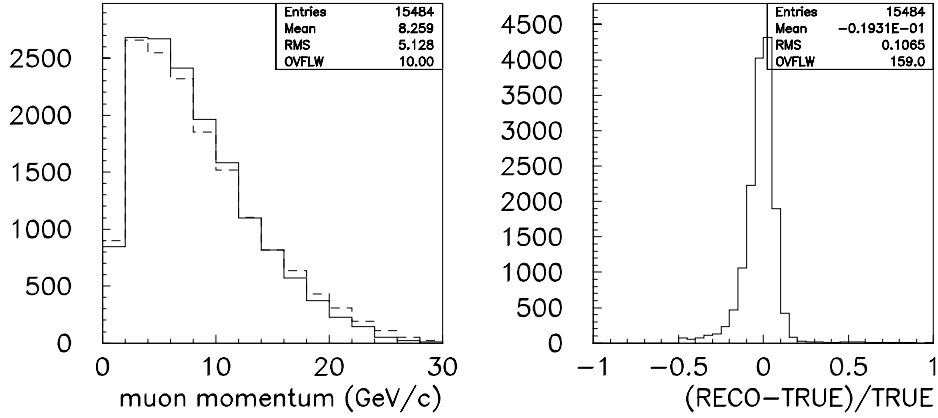 Entries 15484
Mean 8.259
RMS 5.128
OVFLW 10.00
2500
2000
1500
1000
500
0
0 10 20 30
muon momentum (GeV/c)
Entries 15484
Mean −0.1931E−01
RMS 0.1065
OVFLW 159.0
4500
4000
3500
3000
2500
2000
1500
1000
500
0
−1 −0.5 0 0.5 1
(RECO−TRUE)/TRUE